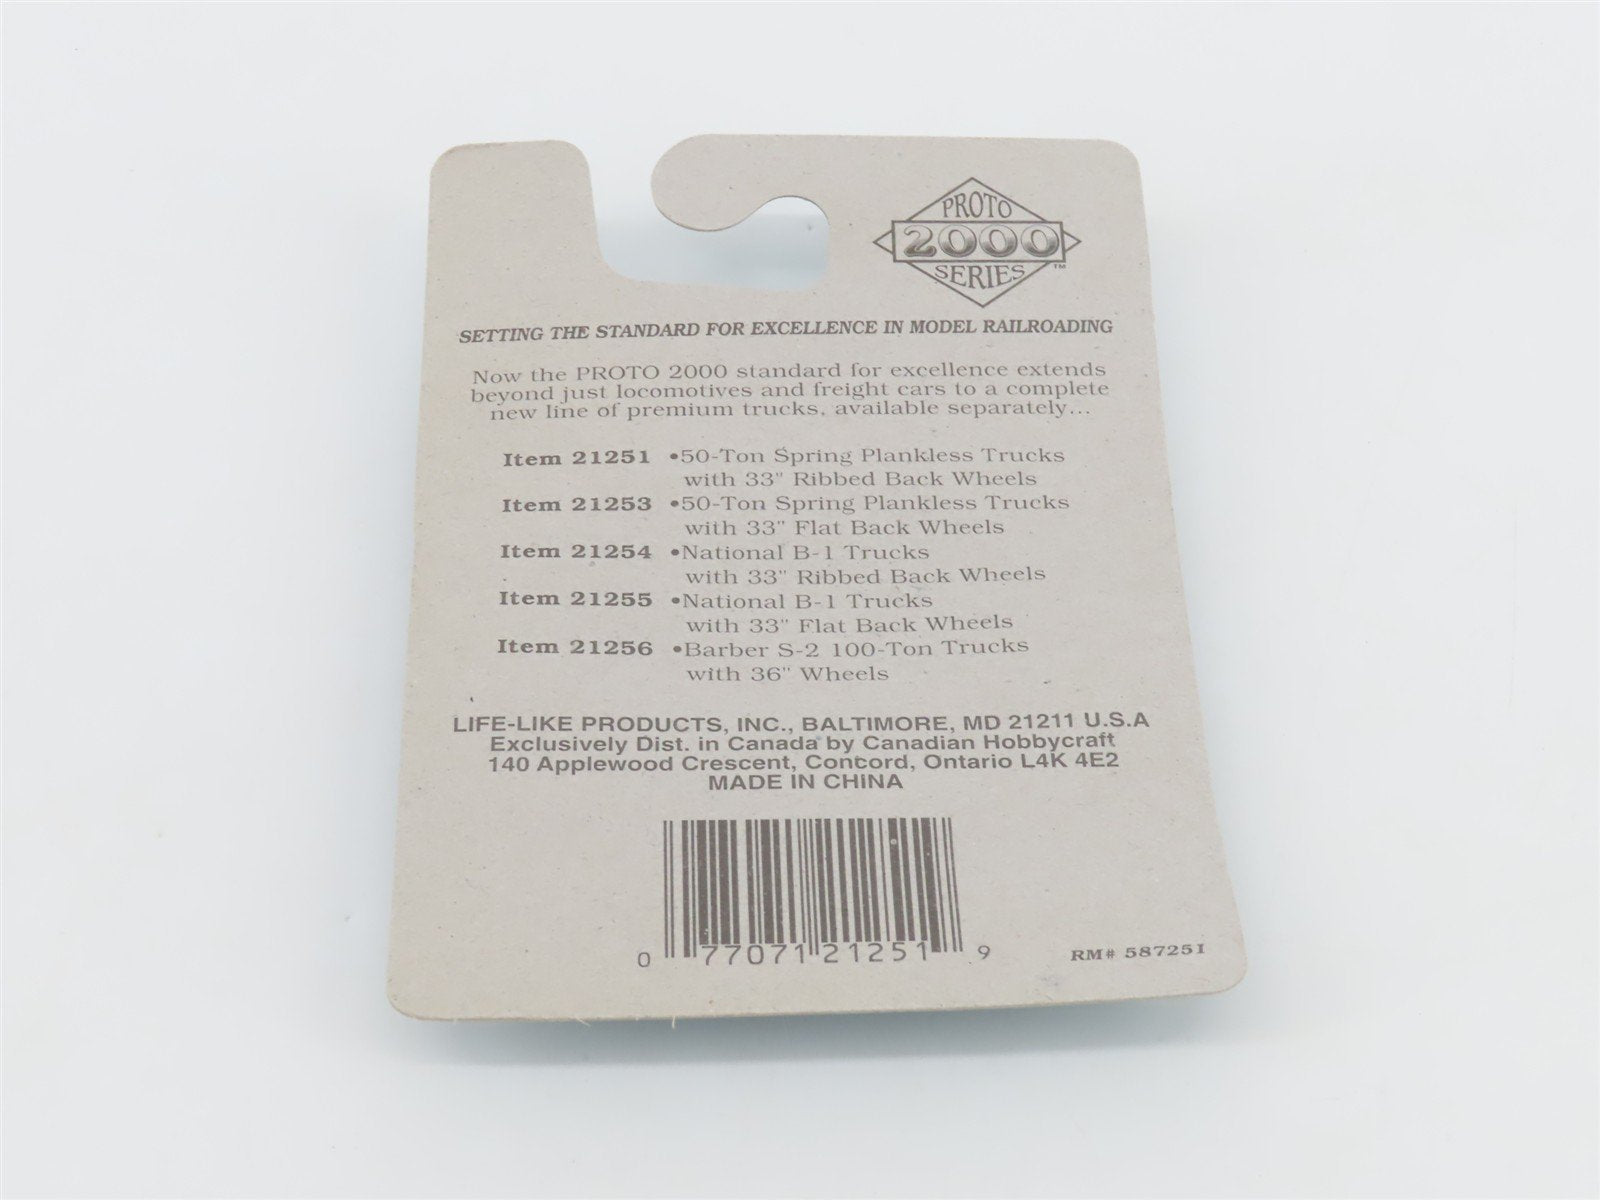 PROTO
2000
SERIES ™
SETTING THE STANDARD FOR EXCELLENCE IN MODEL RAILROADING
Now the PROTO 2000 standard for excellence extends
beyond just locomotives and freight cars to a complete
new line of premium trucks, available separately...
Item 21251 •50-Ton Spring Plankless Trucks
with 33" Ribbed Back Wheels
Item 21253 •50-Ton Spring Plankless Trucks
with 33" Flat Back Wheels
Item 21254 •National B-1 Trucks
with 33" Ribbed Back Wheels
Item 21255 •National B-1 Trucks
with 33" Flat Back Wheels
Item 21256 •Barber S-2 100-Ton Trucks
with 36" Wheels
LIFE-LIKE PRODUCTS, INC., BALTIMORE, MD 21211 U.S.A
Exclusively Dist. in Canada by Canadian Hobbycraft
140 Applewood Crescent, Concord, Ontario L4K 4E2
MADE IN CHINA
0 77071 21251 9
RM# 587251